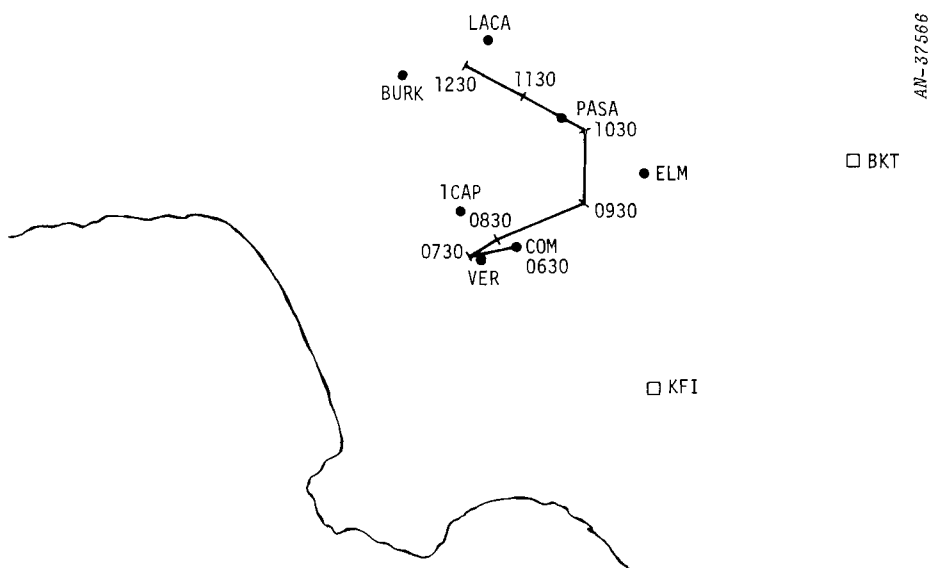 LACA
1130
1230
BURK
PASA
1030
BKT
ELM
1CAP
0930
0830
0730
COM
0630
VER
KFI
AN-37566